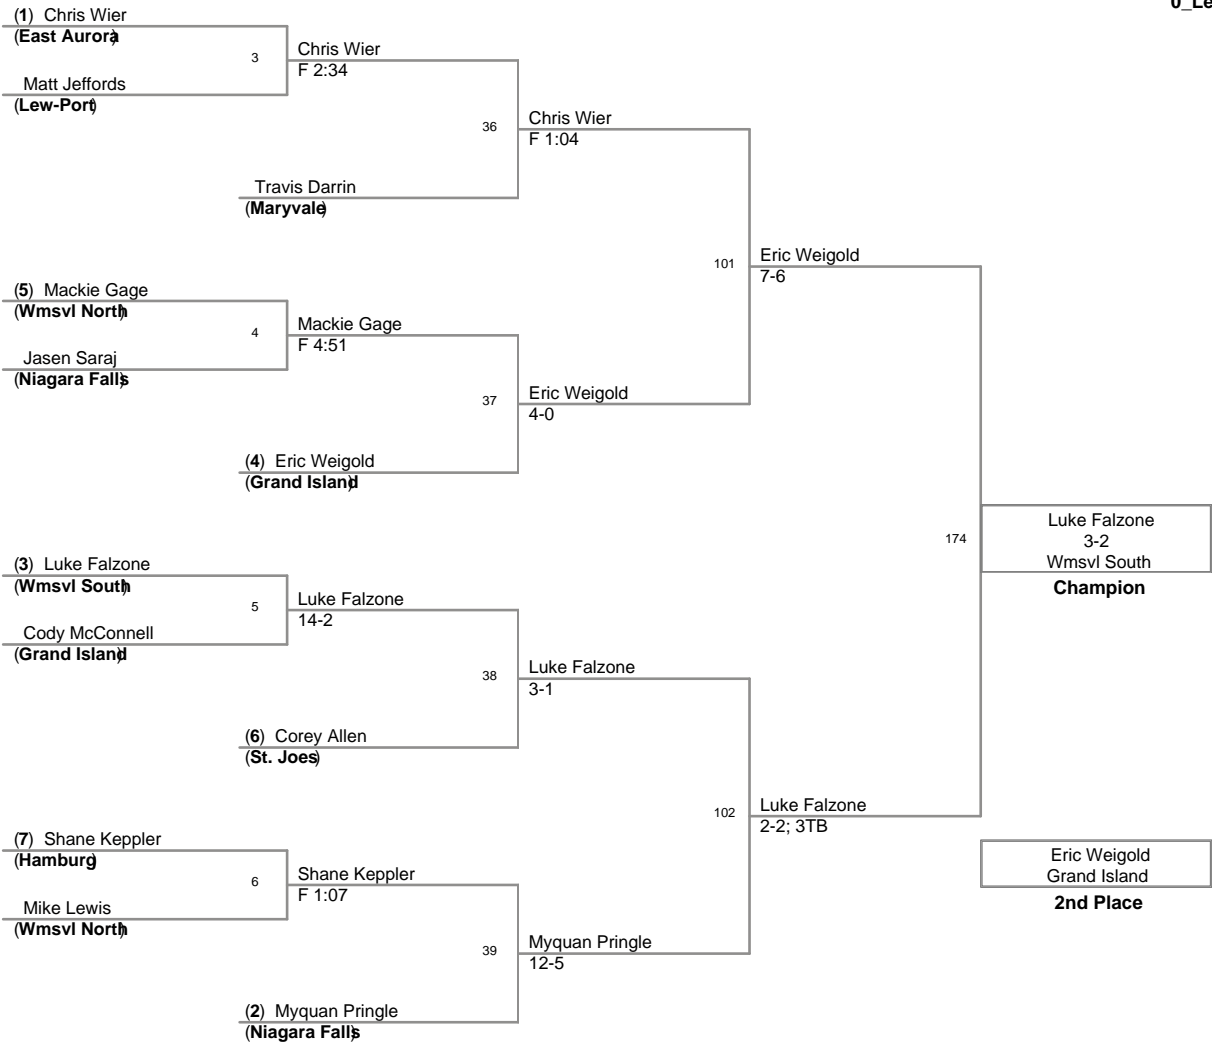 0_Le
(1) Chris Wier
(East Aurora)
3
Chris Wier
F 2:34
Matt Jeffords
(Lew-Port)
36
Chris Wier
F 1:04
Travis Darrin
(Maryvale)
101
Eric Weigold
7-6
(5) Mackie Gage
(Wmsvl North)
4
Mackie Gage
F 4:51
Jasen Saraj
(Niagara Falls)
37
Eric Weigold
4-0
(4) Eric Weigold
(Grand Island)
174
Luke Falzone
3-2
Wmsvl South
Champion
(3) Luke Falzone
(Wmsvl South)
5
Luke Falzone
14-2
Cody McConnell
(Grand Island)
38
Luke Falzone
3-1
(6) Corey Allen
(St. Joes)
102
Luke Falzone
2-2; 3TB
(7) Shane Keppler
(Hamburg)
6
Shane Keppler
F 1:07
Mike Lewis
(Wmsvl North)
39
Myquan Pringle
12-5
(2) Myquan Pringle
(Niagara Falls)
Eric Weigold
Grand Island
2nd Place